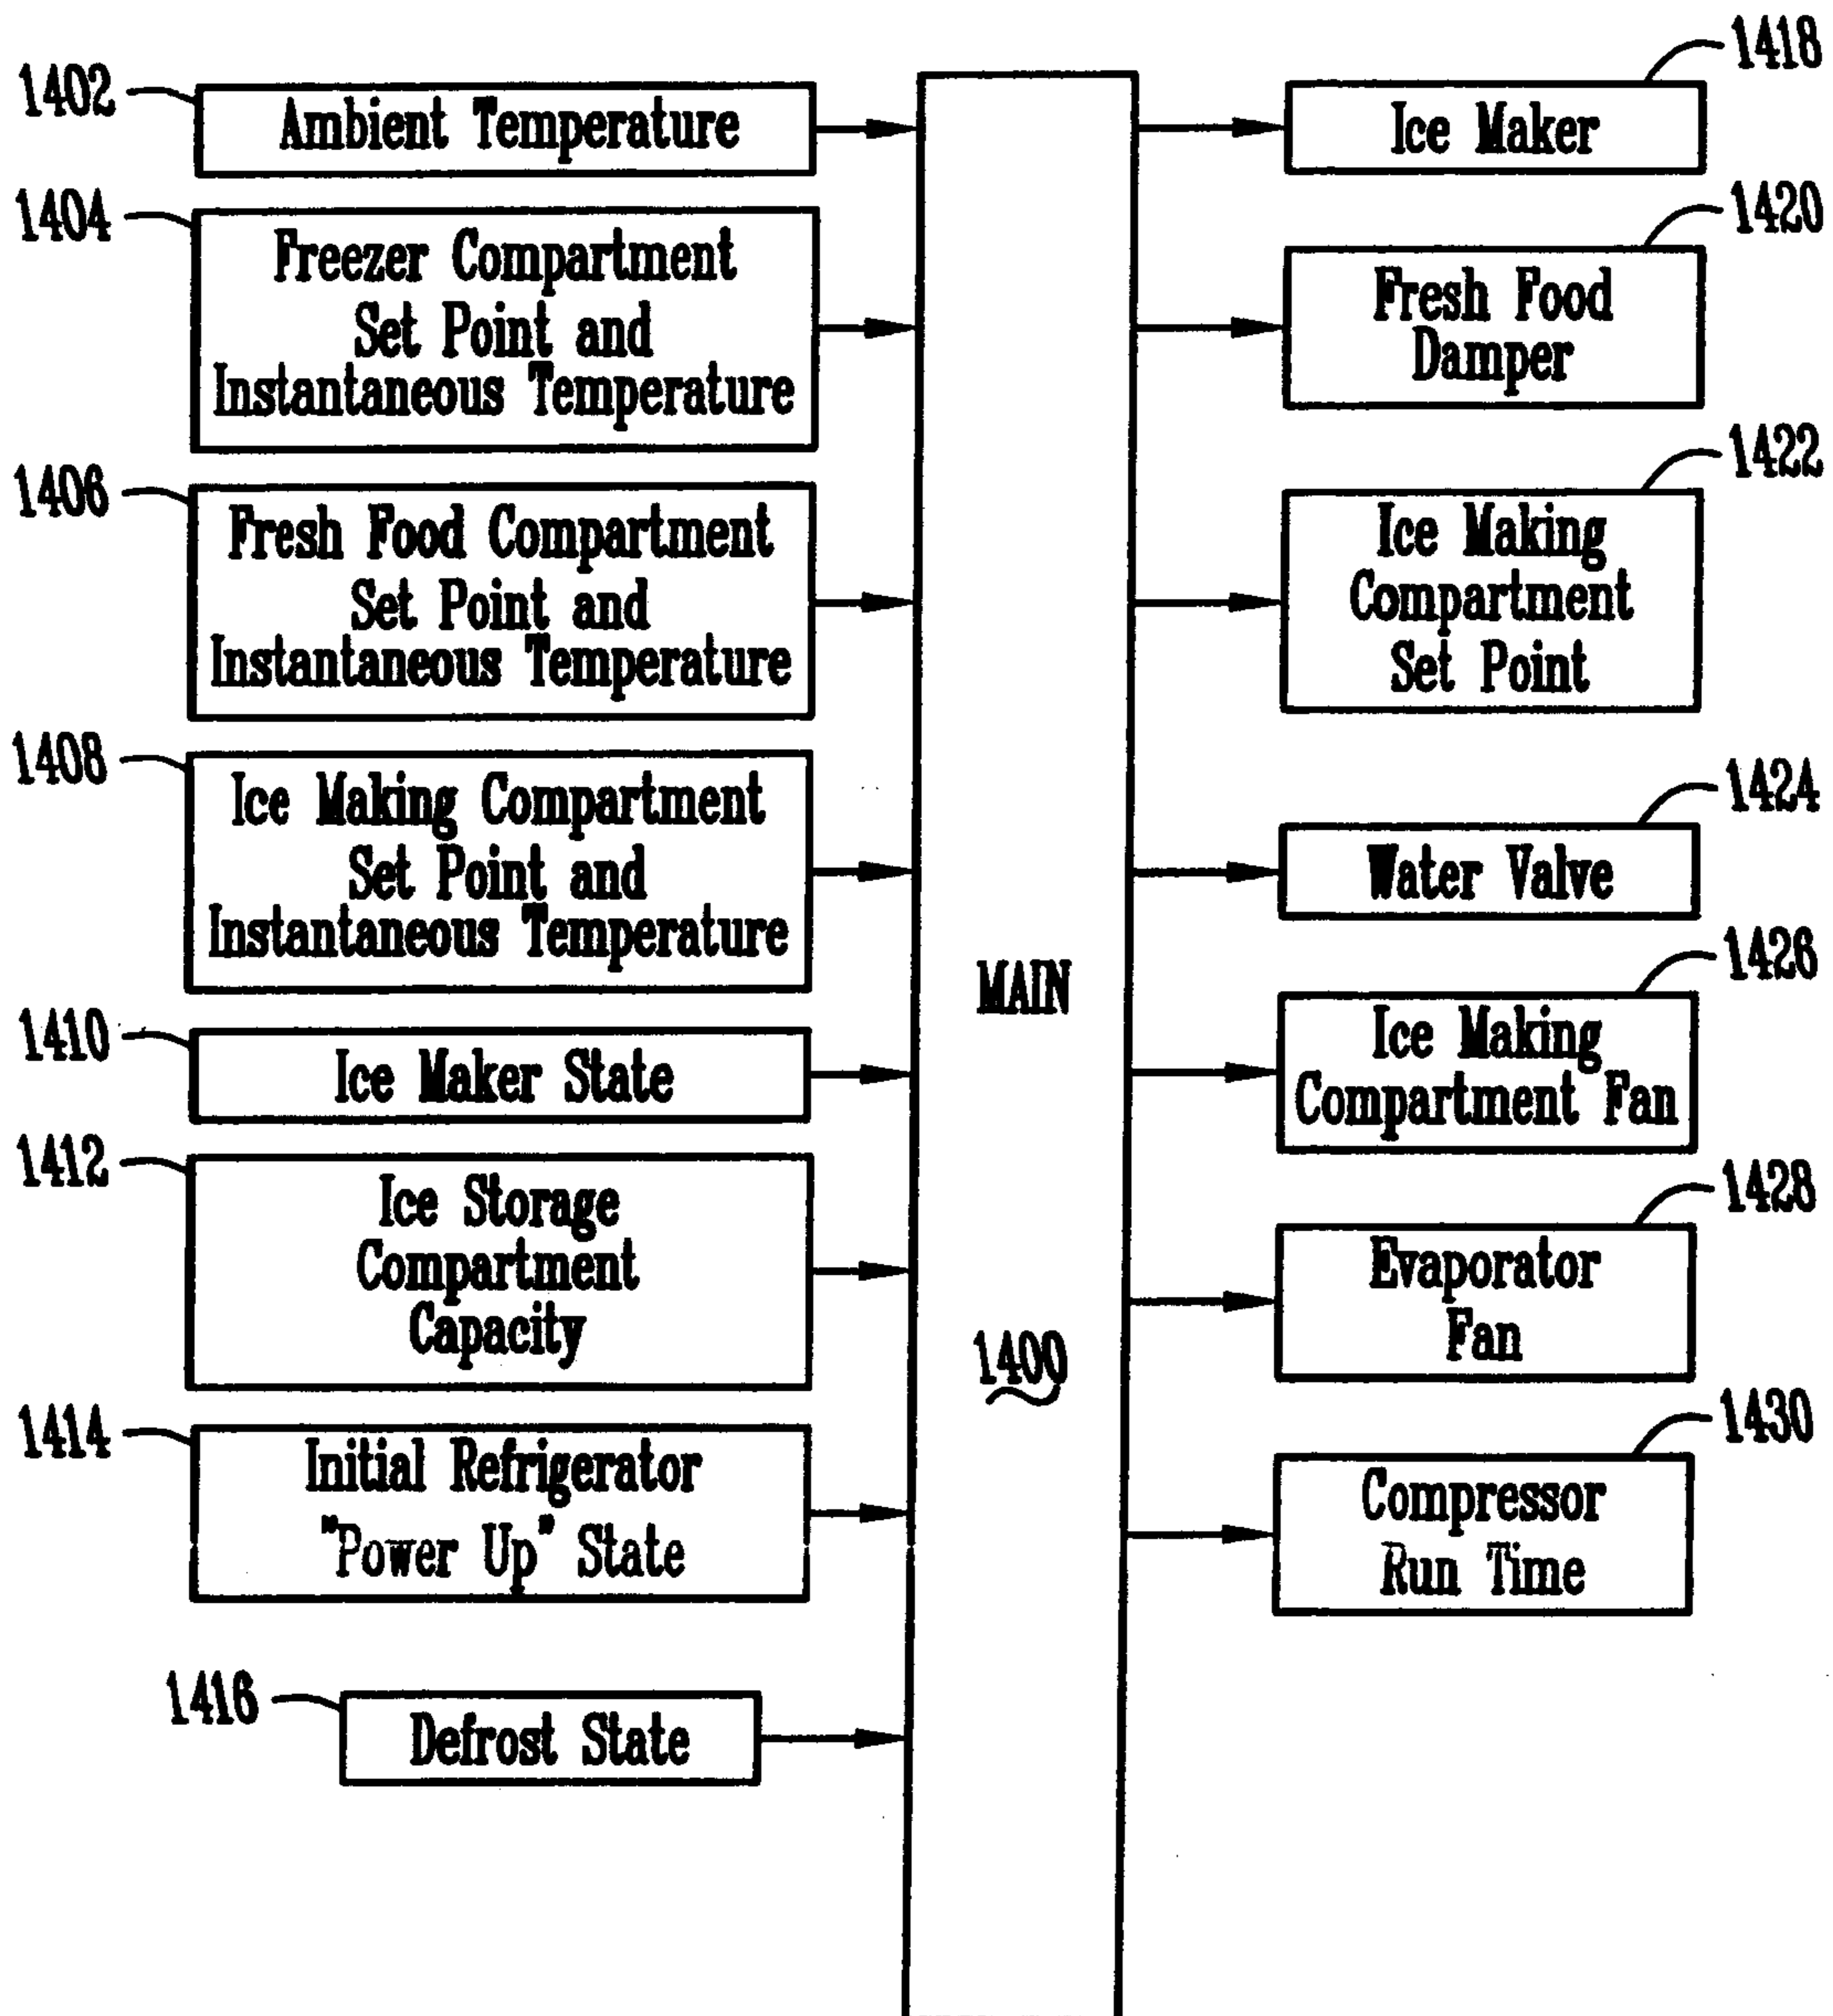 1402
Ambient Temperature
1404
Freezer Compartment
Set Point and
Instantaneous Temperature
1406
Fresh Food Compartment
Set Point and
Instantaneous Temperature
1408
Ice Making Compartment
Set Point and
Instantaneous Temperature
1410
Ice Maker State
1412
Ice Storage
Compartment
Capacity
1414
Initial Refrigerator
"Power Up" State
1416
Defrost State
MAIN
1400
1418
Ice Maker
1420
Fresh Food
Damper
1422
Ice Making
Compartment
Set Point
1424
Water Valve
1426
Ice Making
Compartment Fan
1428
Evaporator
Fan
1430
Compressor
Run Time